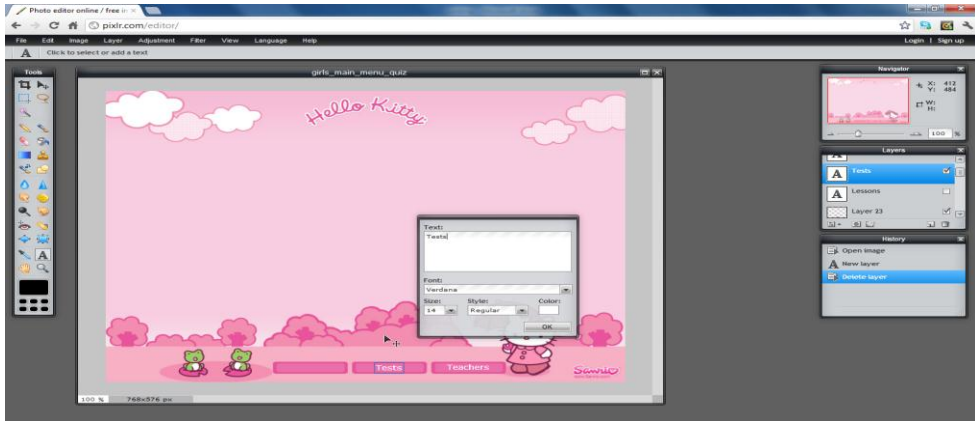 Photo editor online / free in
pixlr.com/editor/
File Edit Image Layer Adjustment Filter View Language Help
Login | Sign up
A Click to select or add a text
Tools
girls_main_menu_quiz
Hello Kitty
Text:
Tests
Font:
Verdana
Size: Style: Color:
14 Regular
OK
Tests Teachers
Sanrio
100 % 768x576 px
Navigator
X: 412
Y: 484
W:
H:
100 %
Layers
A Tests
A Lessons
Layer 23
History
Open image
A New layer
Delete layer